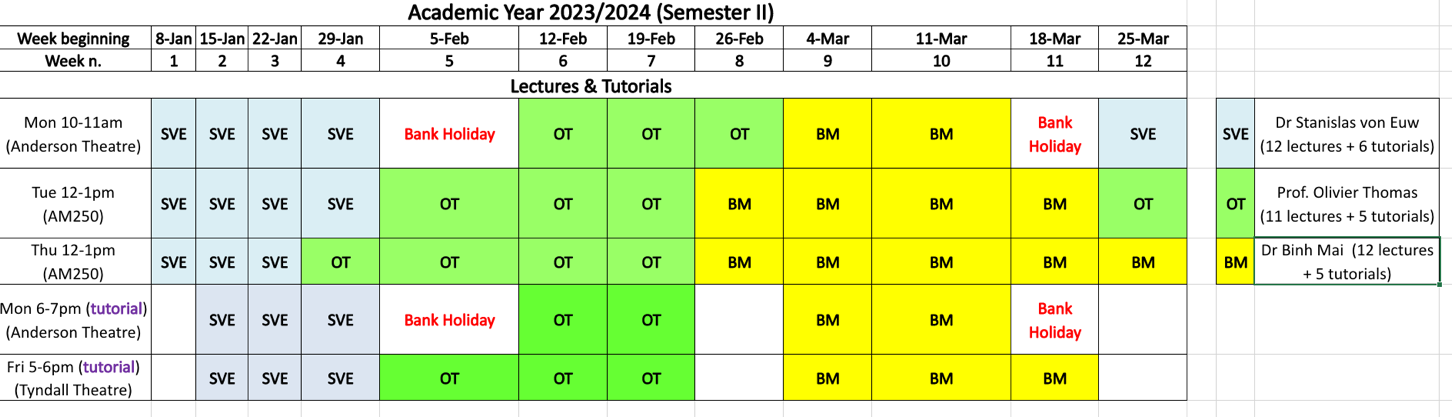 Academic Year 2023/2024 (Semester II)
Week beginning 8-Jan 15-Jan 22-Jan 29-Jan 5-Feb 12-Feb 19-Feb 26-Feb 4-Mar 11-Mar 18-Mar 25-Mar
Week n. 1 2 3 4 5 6 7 8 9 10 11 12
Lectures & Tutorials
Mon 10-11am
(Anderson Theatre) SVE SVE SVE SVE Bank Holiday OT OT OT BM BM Bank
Holiday SVE
Tue 12-1pm
(AM250) SVE SVE SVE SVE OT OT OT BM BM BM BM OT
Thu 12-1pm
(AM250) SVE SVE SVE OT OT OT OT BM BM BM BM BM
Mon 6-7pm (tutorial)
(Anderson Theatre) SVE SVE SVE Bank Holiday OT OT BM BM Bank
Holiday
Fri 5-6pm (tutorial)
(Tyndall Theatre) SVE SVE SVE OT OT OT BM BM BM
SVE Dr Stanislas von Euw
(12 lectures + 6 tutorials)
OT Prof. Olivier Thomas
(11 lectures + 5 tutorials)
BM Dr Binh Mai (12 lectures
+ 5 tutorials)